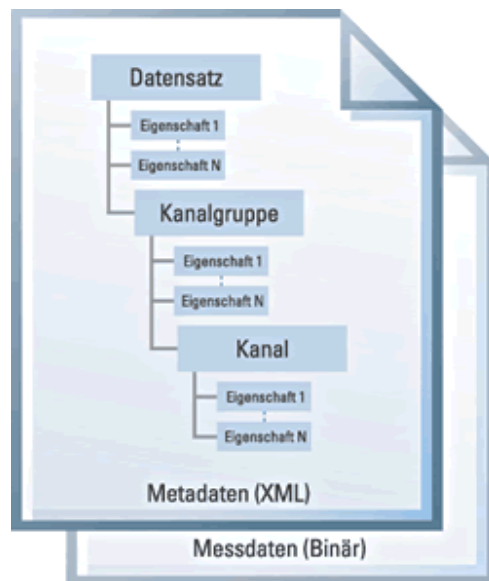 Datensatz
Eigenschaft 1
Eigenschaft N
Kanalgruppe
Eigenschaft 1
Eigenschaft N
Kanal
Eigenschaft 1
Eigenschaft N
Metadaten (XML)
Messdaten (Binär)